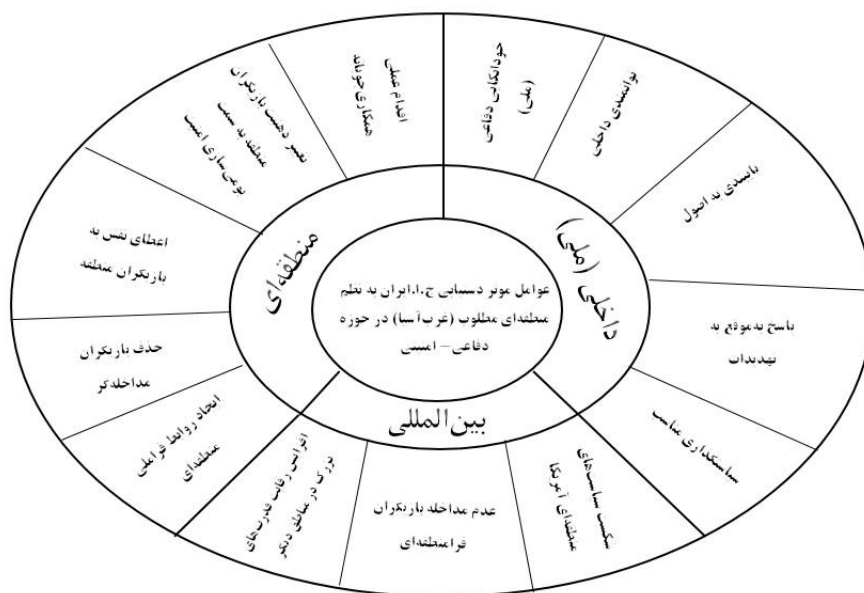 عوامل موثر دستیابی ج.ا.ایران به نظم
منطقه‌ای مطلوب (غرب‌آسیا) در حوزه
دفاعی – امنیتی
داخلی (ملی)
خوداتکائی دفاعی
(ملی)
توانمندی داخلی
پایبندی به اصول
پاسخ به‌موقع به
تهدیدات
سیاستگذاری مناسب
بین‌المللی
شکست سیاست‌های
منطقه‌ای آمریکا
عدم مداخله بازیگران
فرامنطقه‌ای
افزایش رقابت قدرت‌های
بزرگ در مناطق دیگر
منطقه‌ای
ایجاد روابط فراملی
منطقه‌ای
حذف بازیگران
مداخله‌گر
اعطای نقش به
بازیگران منطقه
تغییر ذهنیت بازیگران
منطقه به سمت
بومی‌سازی امنیت
اقدام عملی
همکاری‌جویانه